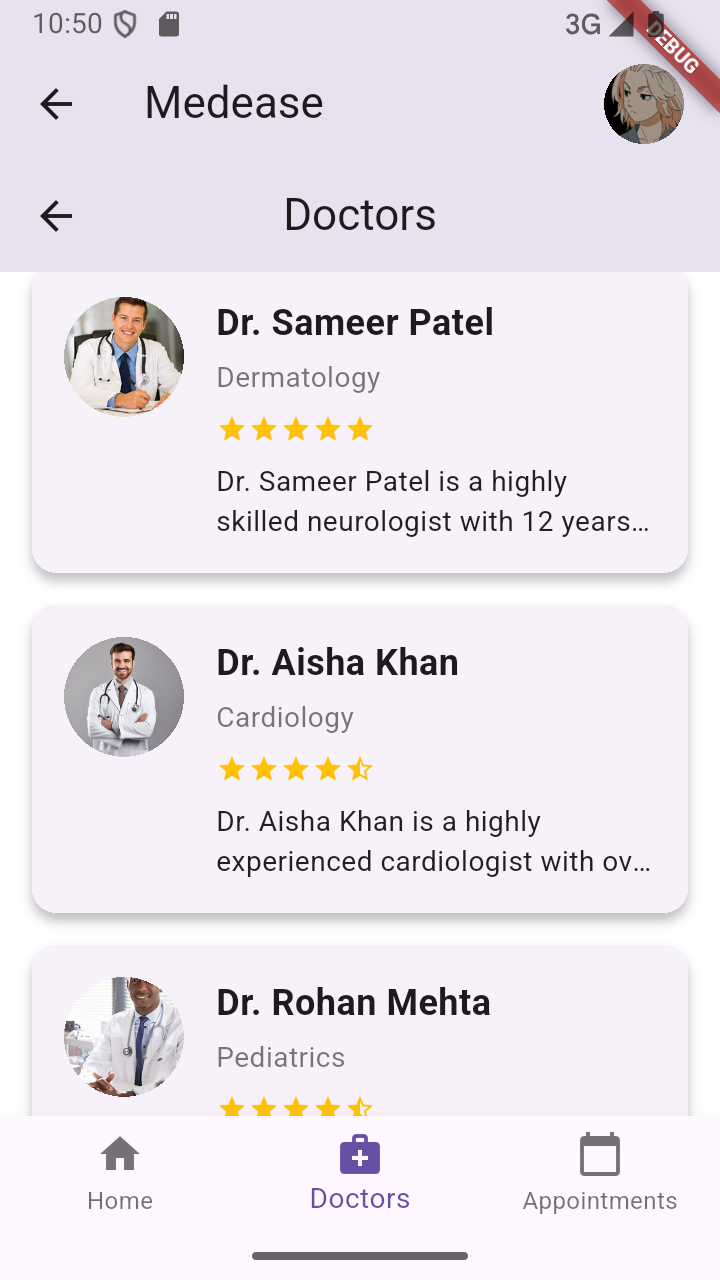 10:50
3G
DEBUG
Medease
Doctors
Dr. Sameer Patel
Dermatology
Dr. Sameer Patel is a highly
skilled neurologist with 12 years...
Dr. Aisha Khan
Cardiology
Dr. Aisha Khan is a highly
experienced cardiologist with ov...
Dr. Rohan Mehta
Pediatrics
Home
Doctors
Appointments